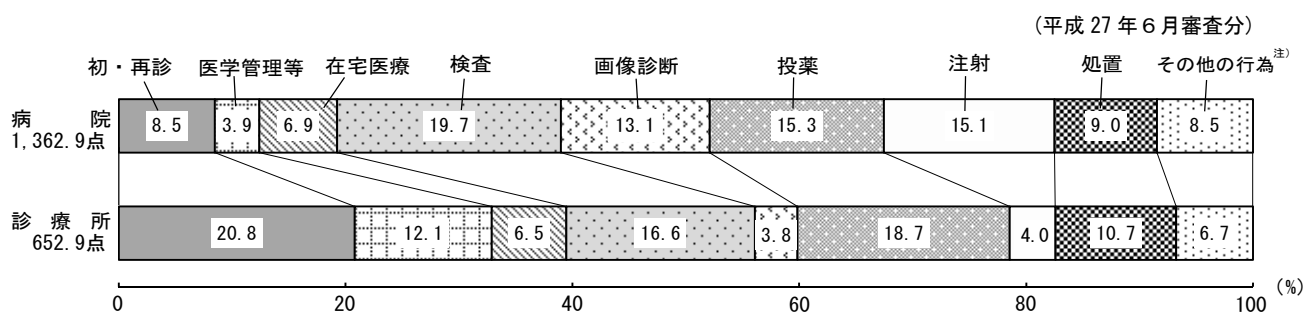 (平成 27 年 6 月審査分)
初・再診 医学管理等 在宅医療 検査 画像診断 投薬 注射 処置 その他の行為注)
病院 8.5 3.9 6.9 19.7 13.1 15.3 15.1 9.0 8.5
1,362.9点
診療所 20.8 12.1 6.5 16.6 3.8 18.7 4.0 10.7 6.7
652.9点
0 20 40 60 80 100 (%)